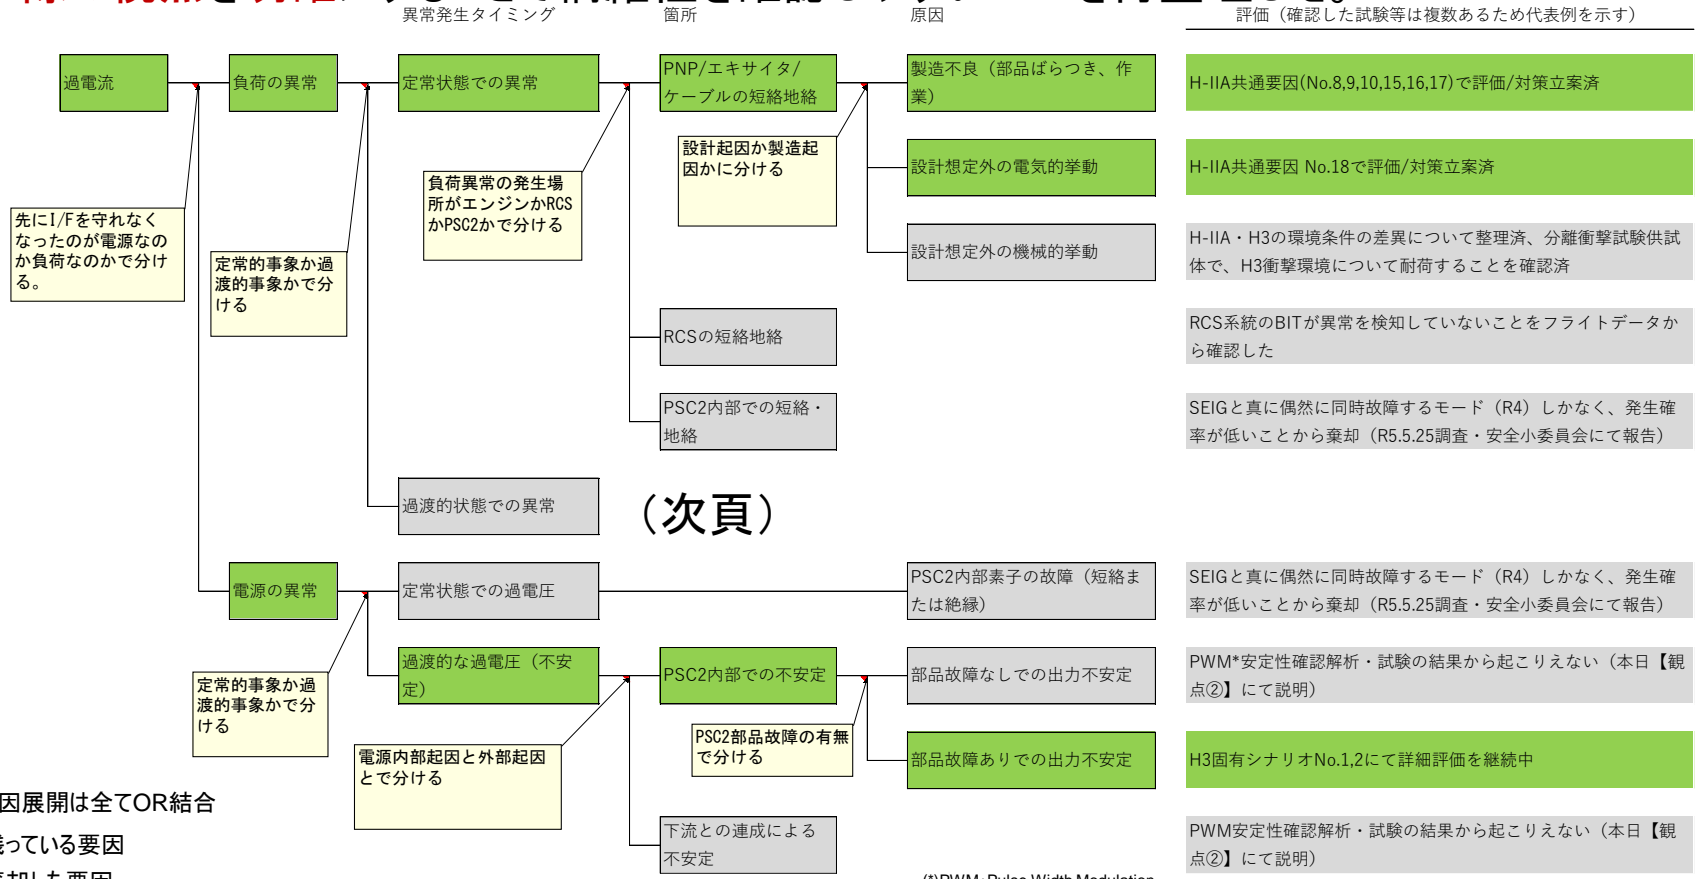 異常発生タイミング
箇所
原因
評価（確認した試験等は複数あるため代表例を示す）
過電流
負荷の異常
定常状態での異常
PNP/エキサイタ/
ケーブルの短絡地絡
製造不良（部品ばらつき、作
業）
H-IIA共通要因(No.8,9,10,15,16,17)で評価/対策立案済
設計起因か製造起
因かに分ける
設計想定外の電気的挙動
H-IIA共通要因 No.18で評価/対策立案済
負荷異常の発生場
所がエンジンかRCS
かPSC2かで分ける
先にI/Fを守れなく
なったのが電源なの
か負荷なのかで分け
る。
定常的事象か過
渡的事象かで分
ける
設計想定外の機械的挙動
H-IIA・H3の環境条件の差異について整理済、分離衝撃試験供試
体で、H3衝撃環境について耐荷することを確認済
RCSの短絡地絡
RCS系統のBITが異常を検知していないことをフライトデータか
ら確認した
PSC2内部での短絡・
地絡
SEIGと真に偶然に同時故障するモード（R4）しかなく、発生確
率が低いことから棄却（R5.5.25調査・安全小委員会にて報告）
過渡的状態での異常
（次頁）
電源の異常
定常状態での過電圧
PSC2内部素子の故障（短絡ま
たは絶縁）
SEIGと真に偶然に同時故障するモード（R4）しかなく、発生確
率が低いことから棄却（R5.5.25調査・安全小委員会にて報告）
過渡的な過電圧（不安
定）
PSC2内部での不安定
部品故障なしでの出力不安定
PWM*安定性確認解析・試験の結果から起こりえない（本日【観
点②】にて説明）
定常的事象か過
渡的事象かで分
ける
電源内部起因と外部起因
とで分ける
PSC2部品故障の有無
で分ける
部品故障ありでの出力不安定
H3固有シナリオNo.1,2にて詳細評価を継続中
因展開は全てOR結合
っている要因
下流との連成による
不安定
PWM安定性確認解析・試験の結果から起こりえない（本日【観
点②】にて説明）